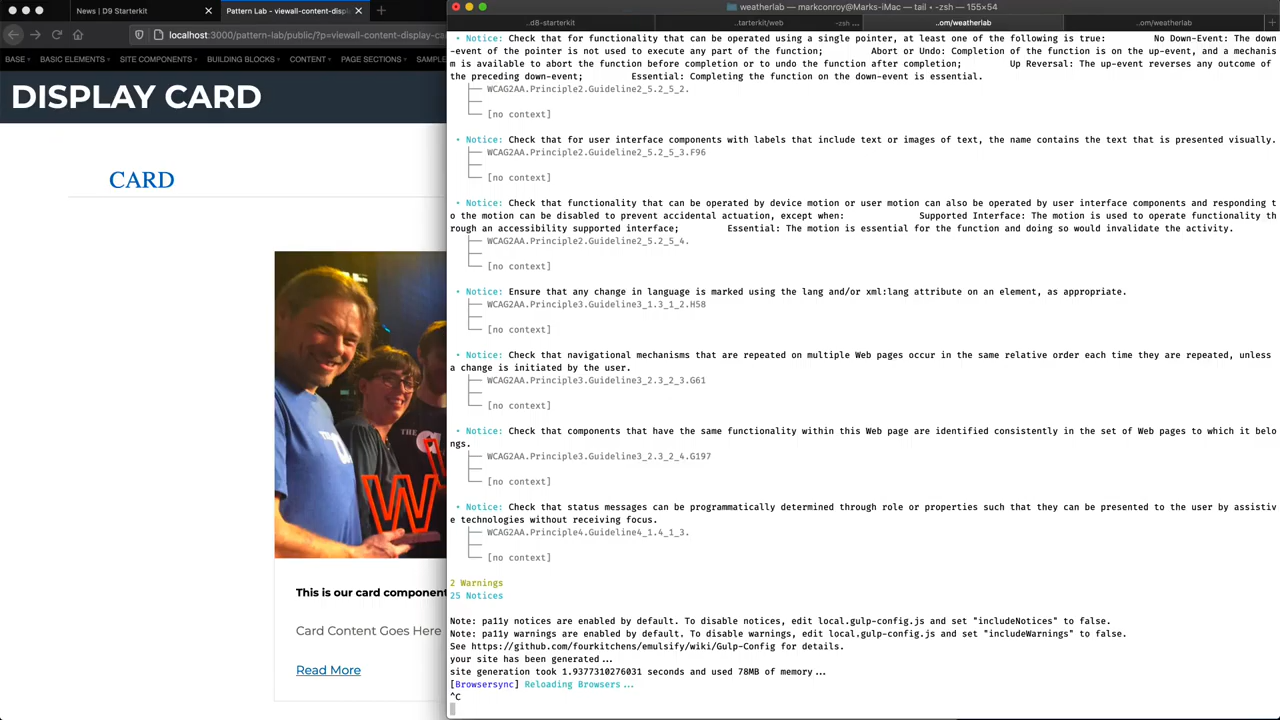 News | D9 Starterkit
Pattern Lab - viewall-content-displ
localhost:3000/pattern-lab/public/?p=viewall-content-display-car
BASE
BASIC ELEMENTS
SITE COMPONENTS
BUILDING BLOCKS
CONTENT
PAGE SECTIONS
SAMPLE
DISPLAY CARD
CARD
This is our card component
Card Content Goes Here
Read More
weatherlab — markconroy@Marks-iMac — tail ‹ -zsh — 155×54
..d8-starterkit
..tarterkit/web
-zsh ...
..om/weatherlab
..om/weatherlab
• Notice: Check that for functionality that can be operated using a single pointer, at least one of the following is true: No Down-Event: The down
-event of the pointer is not used to execute any part of the function; Abort or Undo: Completion of the function is on the up-event, and a mechanis
m is available to abort the function before completion or to undo the function after completion; Up Reversal: The up-event reverses any outcome of
the preceding down-event; Essential: Completing the function on the down-event is essential.
├── WCAG2AA.Principle2.Guideline2_5.2_5_2.
├──
└── [no context]
• Notice: Check that for user interface components with labels that include text or images of text, the name contains the text that is presented visually.
├── WCAG2AA.Principle2.Guideline2_5.2_5_3.F96
├──
└── [no context]
• Notice: Check that functionality that can be operated by device motion or user motion can also be operated by user interface components and responding t
o the motion can be disabled to prevent accidental actuation, except when: Supported Interface: The motion is used to operate functionality th
rough an accessibility supported interface; Essential: The motion is essential for the function and doing so would invalidate the activity.
├── WCAG2AA.Principle2.Guideline2_5.2_5_4.
├──
└── [no context]
• Notice: Ensure that any change in language is marked using the lang and/or xml:lang attribute on an element, as appropriate.
├── WCAG2AA.Principle3.Guideline3_1.3_1_2.H58
├──
└── [no context]
• Notice: Check that navigational mechanisms that are repeated on multiple Web pages occur in the same relative order each time they are repeated, unless
a change is initiated by the user.
├── WCAG2AA.Principle3.Guideline3_2.3_2_3.G61
├──
└── [no context]
• Notice: Check that components that have the same functionality within this Web page are identified consistently in the set of Web pages to which it belo
ngs.
├── WCAG2AA.Principle3.Guideline3_2.3_2_4.G197
├──
└── [no context]
• Notice: Check that status messages can be programmatically determined through role or properties such that they can be presented to the user by assistiv
e technologies without receiving focus.
├── WCAG2AA.Principle4.Guideline4_1.4_1_3.
├──
└── [no context]
2 Warnings
25 Notices
Note: pa11y notices are enabled by default. To disable notices, edit local.gulp-config.js and set "includeNotices" to false.
Note: pa11y warnings are enabled by default. To disable warnings, edit local.gulp-config.js and set "includeWarnings" to false.
See https://github.com/fourkitchens/emulsify/wiki/Gulp-Config for details.
your site has been generated...
site generation took 1.9377310276031 seconds and used 78MB of memory...
[Browsersync] Reloading Browsers...
^C